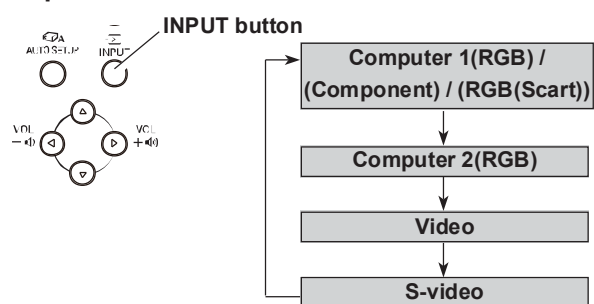 INPUT button
AUTO SETUP
INPUT
VOL
VOL
Computer 1(RGB) /
(Component) / (RGB(Scart))
Computer 2(RGB)
Video
S-video